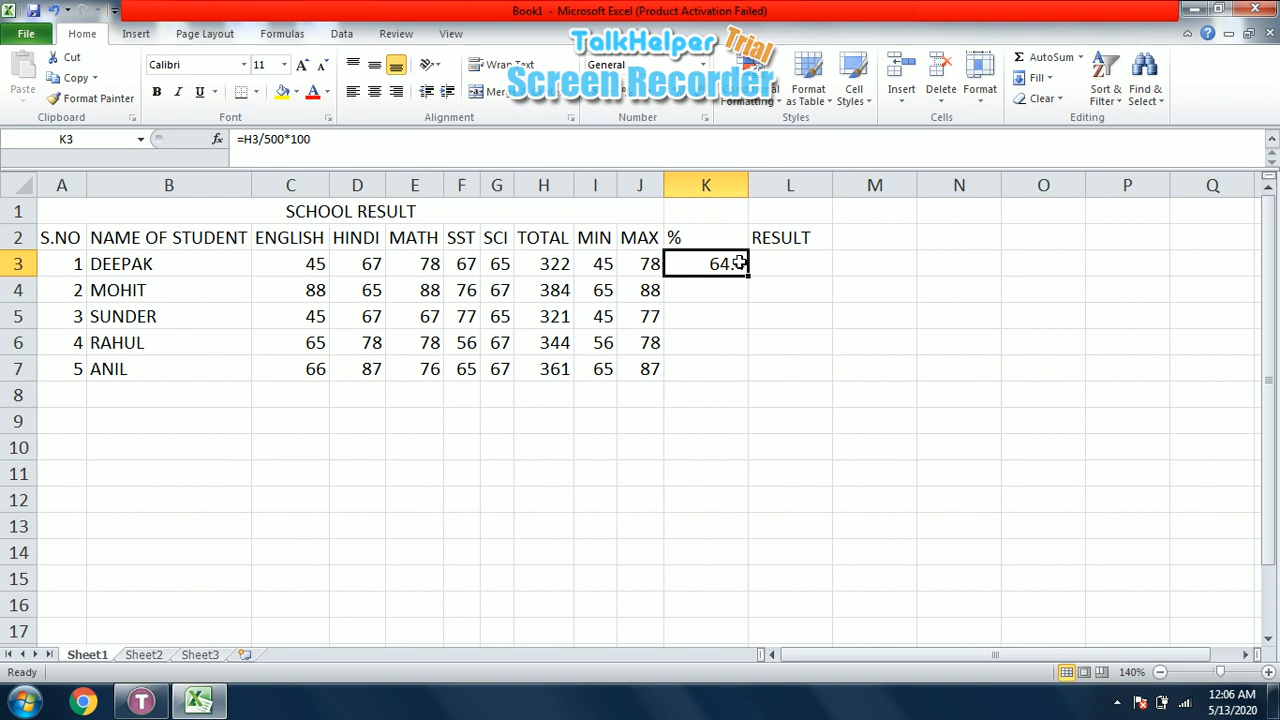 Book1 - Microsoft Excel (Product Activation Failed)
File Home Insert Page Layout Formulas Data Review View
TalkHelper Trial
Screen Recorder
Cut
Copy
Format Painter
Paste
Clipboard
Calibri 11
B I U
Font
Wrap Text
Alignment
General
Number
Formatting
Format as Table
Cell Styles
Styles
Insert
Delete
Format
Cells
AutoSum
Fill
Clear
Sort & Filter
Find & Select
Editing
K3 fx =H3/500*100
A B C D E F G H I J K L M N O P Q
1 SCHOOL RESULT
2 S.NO NAME OF STUDENT ENGLISH HINDI MATH SST SCI TOTAL MIN MAX % RESULT
3 1 DEEPAK 45 67 78 67 65 322 45 78 64.
4 2 MOHIT 88 65 88 76 67 384 65 88
5 3 SUNDER 45 67 67 77 65 321 45 77
6 4 RAHUL 65 78 78 56 67 344 56 78
7 5 ANIL 66 87 76 65 67 361 65 87
8
9
10
11
12
13
14
15
16
17
Sheet1 Sheet2 Sheet3
Ready 140%
T
12:06 AM
5/13/2020